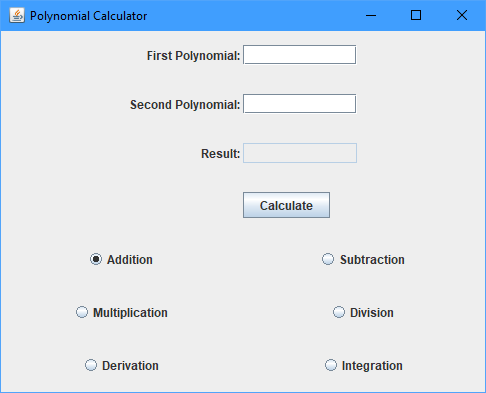 Polynomial Calculator
First Polynomial:
Second Polynomial:
Result:
Calculate
Addition
Subtraction
Multiplication
Division
Derivation
Integration